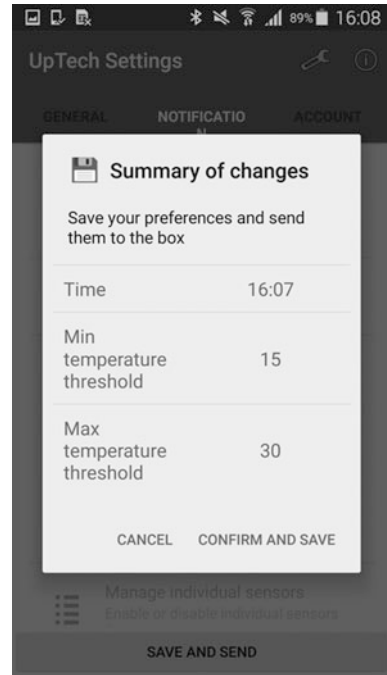 89% 16:08
UpTech Settings
GENERAL NOTIFICATIO ACCOUNT
N
Summary of changes
Save your preferences and send
them to the box
Time 16:07
Min
temperature 15
threshold
Max
temperature 30
threshold
CANCEL CONFIRM AND SAVE
Manage individual sensors
Enable or disable individual sensors
SAVE AND SEND